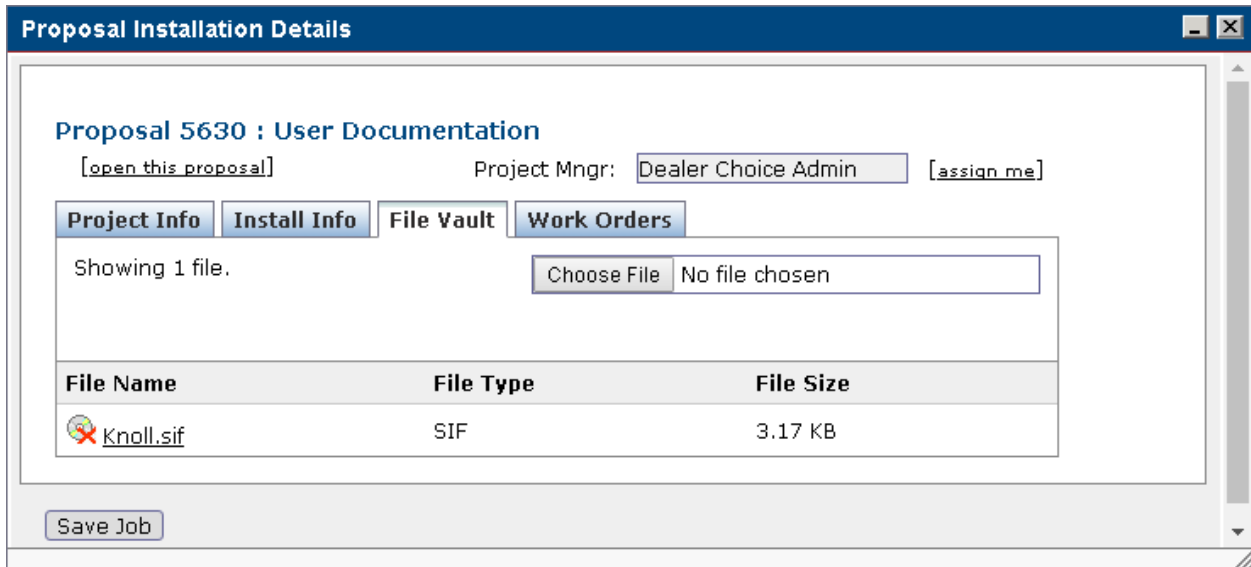 Proposal Installation Details
Proposal 5630 : User Documentation
[open this proposal] Project Mngr: Dealer Choice Admin [assign me]
Project Info Install Info File Vault Work Orders
Showing 1 file. Choose File No file chosen
File Name File Type File Size
Knoll.sif SIF 3.17 KB
Save Job